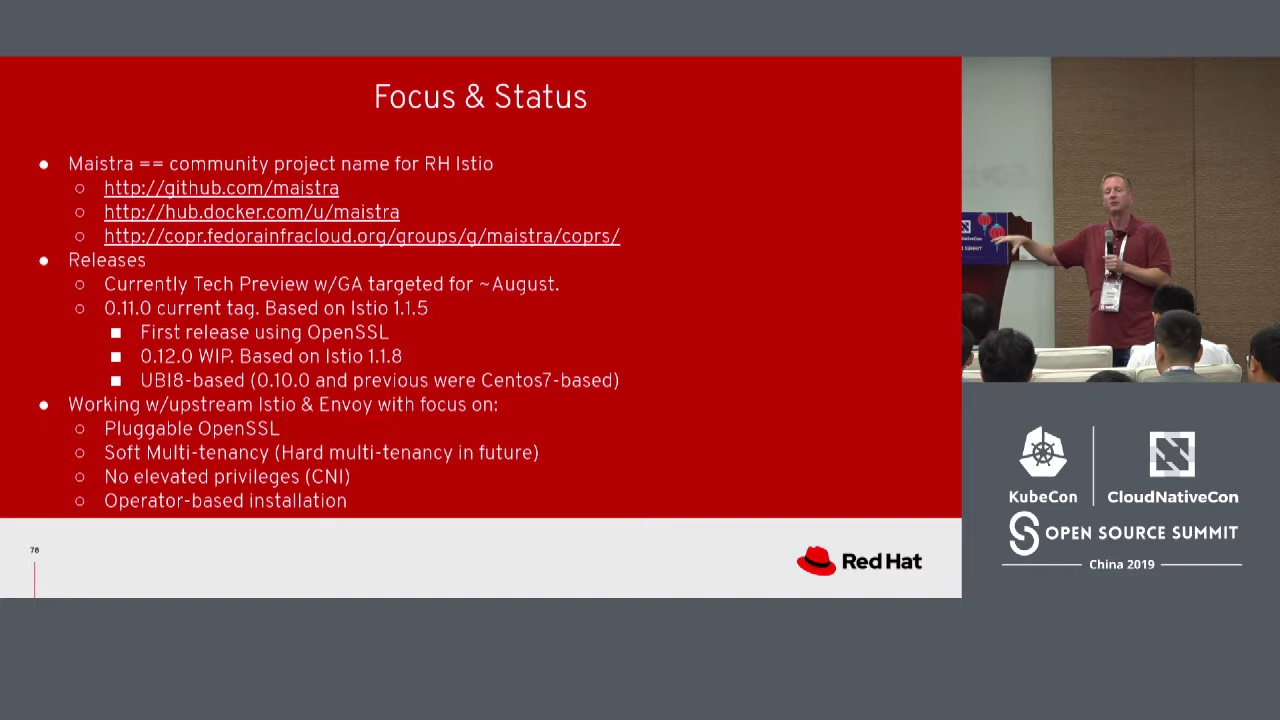 Focus & Status
Maistra == community project name for RH Istio
http://github.com/maistra
http://hub.docker.com/u/maistra
http://copr.fedorainfracloud.org/groups/g/maistra/coprs/
Releases
Currently Tech Preview w/GA targeted for ~August.
0.11.0 current tag. Based on Istio 1.1.5
First release using OpenSSL
0.12.0 WIP. Based on Istio 1.1.8
UBI8-based (0.10.0 and previous were Centos7-based)
Working w/upstream Istio & Envoy with focus on:
Pluggable OpenSSL
Soft Multi-tenancy (Hard multi-tenancy in future)
No elevated privileges (CNI)
Operator-based installation
78
Red Hat
KubeCon
CloudNativeCon
OPEN SOURCE SUMMIT
China 2019